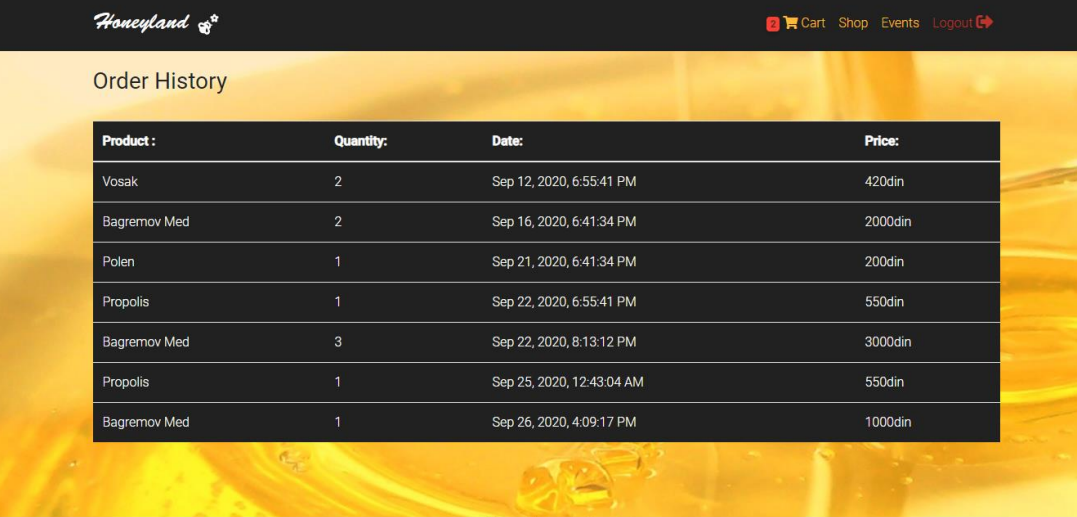 Honeyland
2 Cart Shop Events Logout
Order History
Product : Quantity: Date: Price:
Vosak 2 Sep 12, 2020, 6:55:41 PM 420din
Bagremov Med 2 Sep 16, 2020, 6:41:34 PM 2000din
Polen 1 Sep 21, 2020, 6:41:34 PM 200din
Propolis 1 Sep 22, 2020, 6:55:41 PM 550din
Bagremov Med 3 Sep 22, 2020, 8:13:12 PM 3000din
Propolis 1 Sep 25, 2020, 12:43:04 AM 550din
Bagremov Med 1 Sep 26, 2020, 4:09:17 PM 1000din